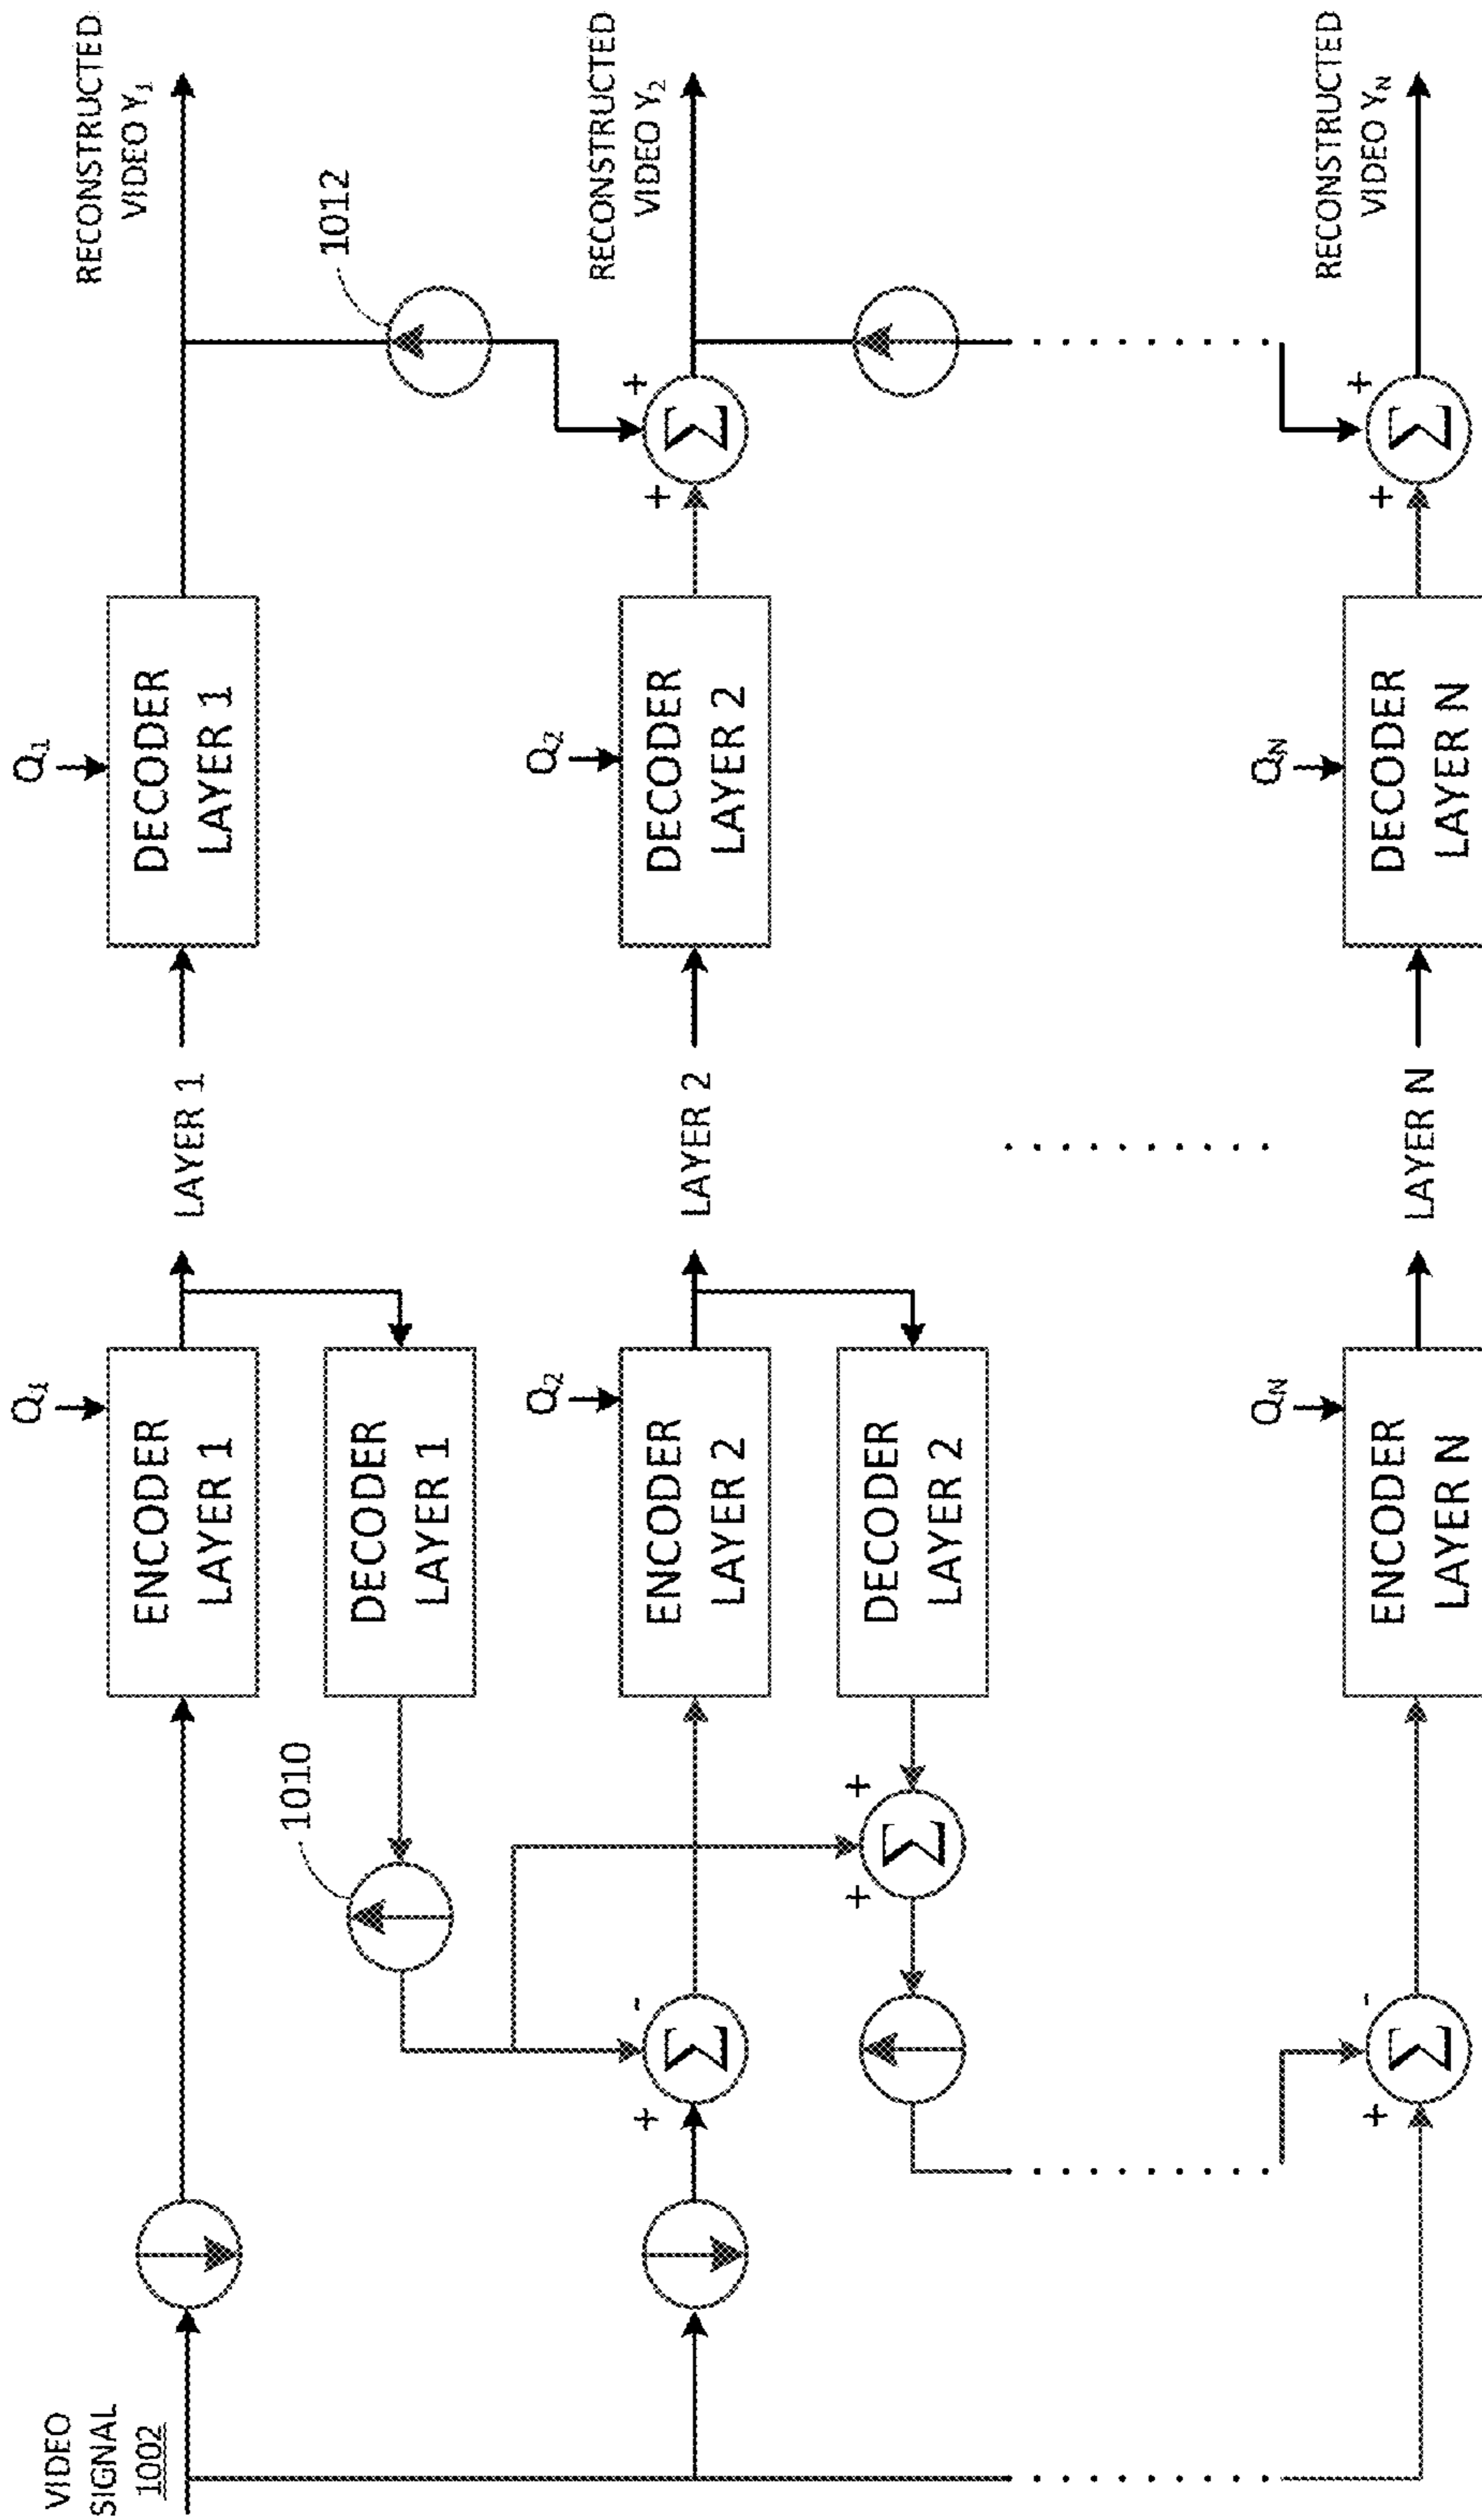 VIDEO
SIGNAL
1002
Q1
ENCODER
LAYER 1
LAYER 1
Q1
DECODER
LAYER 1
RECONSTRUCTED
VIDEO Y1
DECODER
LAYER 1
1010
1012
+
-
Σ
Q2
ENCODER
LAYER 2
LAYER 2
Q2
DECODER
LAYER 2
+
+
Σ
RECONSTRUCTED
VIDEO Y2
+
+
Σ
DECODER
LAYER 2
+
-
Σ
QN
ENCODER
LAYER N
LAYER N
QN
DECODER
LAYER N
+
+
Σ
RECONSTRUCTED
VIDEO YN